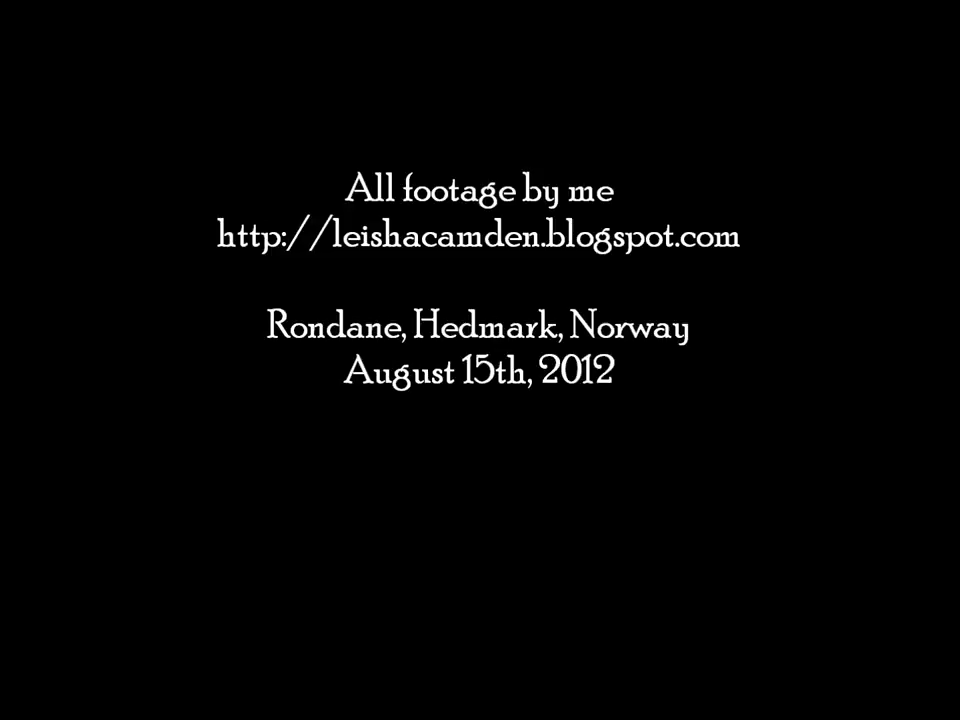 All footage by me
http://leishacamden.blogspot.com
Rondane, Hedmark, Norway
August 15th, 2012